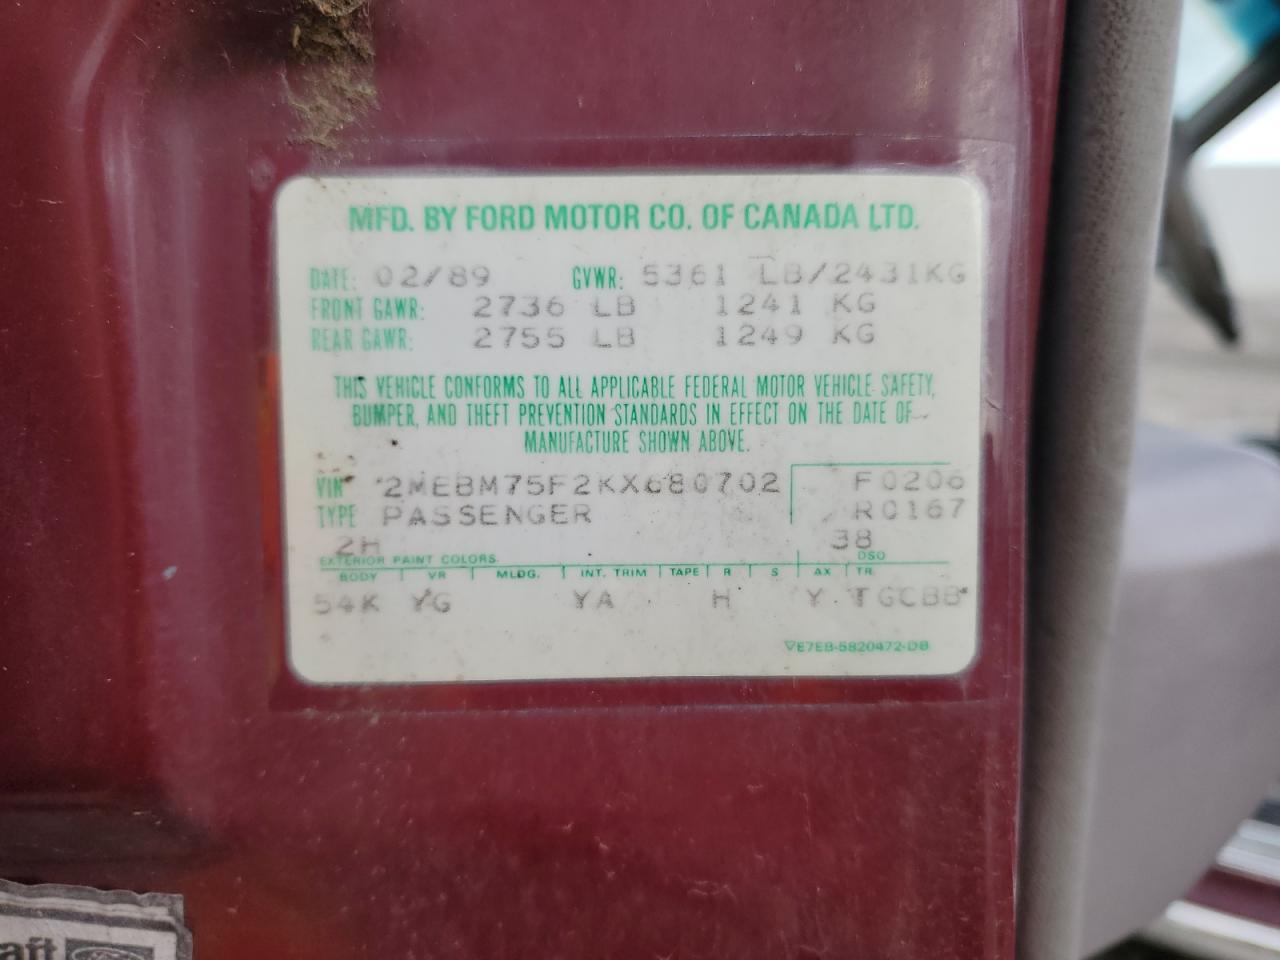 MFD. BY FORD MOTOR CO. OF CANADA LTD.
DATE: 02/89 GVWR: 5361 LB/2431KG
FRONT GAWR: 2736 LB 1241 KG
REAR GAWR: 2755 LB 1249 KG
THIS VEHICLE CONFORMS TO ALL APPLICABLE FEDERAL MOTOR VEHICLE SAFETY,
BUMPER, AND THEFT PREVENTION STANDARDS IN EFFECT ON THE DATE OF
MANUFACTURE SHOWN ABOVE.
VIN 2MEBM75F2KX680702 F0206
TYPE PASSENGER R0167
2H 38
EXTERIOR PAINT COLORS DSO
BODY VR MLDG. INT. TRIM TAPE R S AX TR.
54K YG YA H Y T GCBB
E7EB-5820472-DB
aft